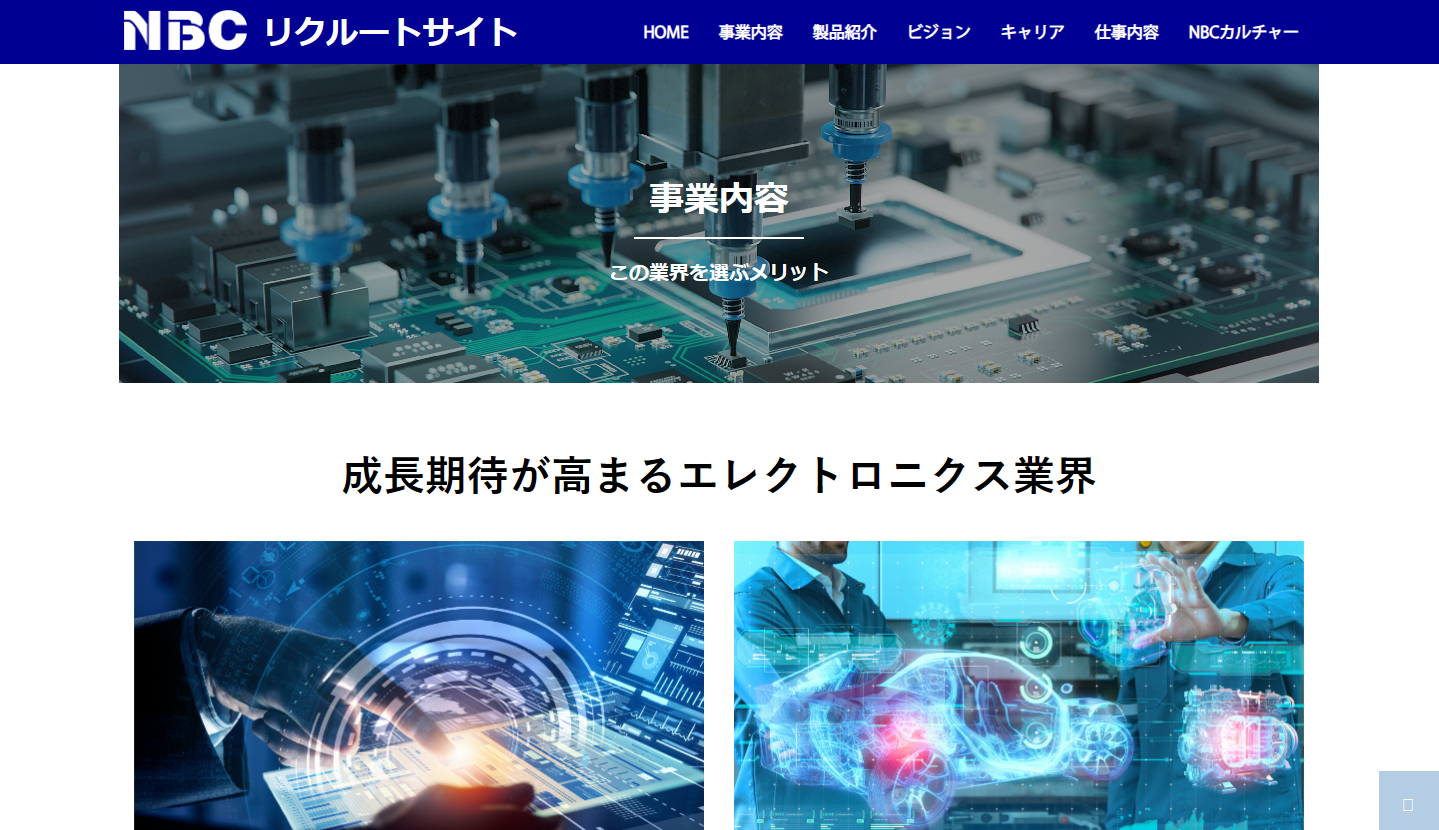 NBC リクルートサイト
HOME 事業内容 製品紹介 ビジョン キャリア 仕事内容 NBCカルチャー
事業内容
この業界を選ぶメリット
成長期待が高まるエレクトロニクス業界